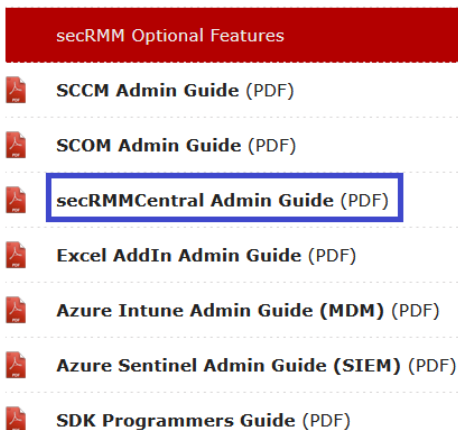 secRMM Optional Features
SCCM Admin Guide (PDF)
SCOM Admin Guide (PDF)
secRMMCentral Admin Guide (PDF)
Excel AddIn Admin Guide (PDF)
Azure Intune Admin Guide (MDM) (PDF)
Azure Sentinel Admin Guide (SIEM) (PDF)
SDK Programmers Guide (PDF)